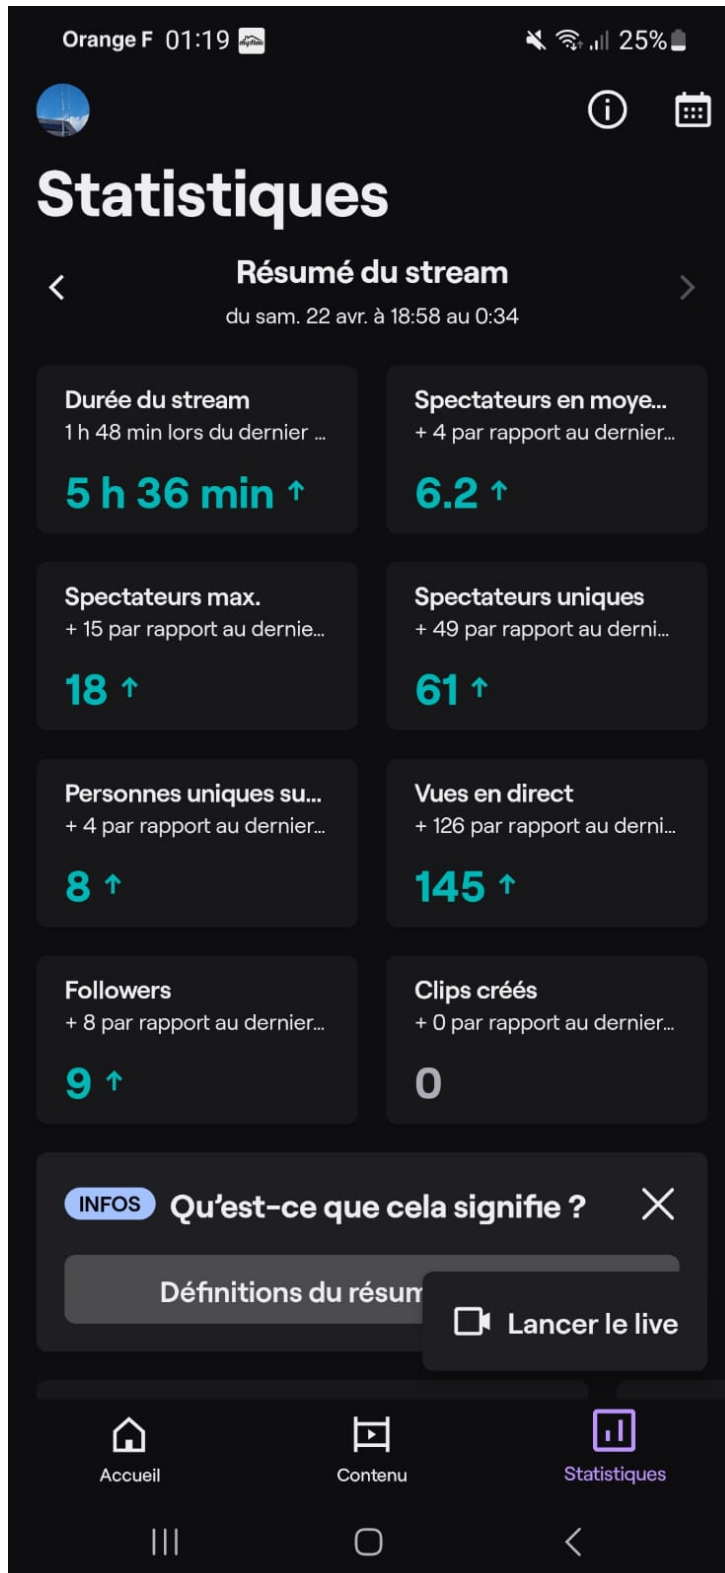 Orange F 01:19
25%
Statistiques
Résumé du stream
du sam. 22 avr. à 18:58 au 0:34
Durée du stream
1 h 48 min lors du dernier ...
5 h 36 min ↑
Spectateurs en moye...
+ 4 par rapport au dernier...
6.2 ↑
Spectateurs max.
+ 15 par rapport au dernie...
18 ↑
Spectateurs uniques
+ 49 par rapport au derni...
61 ↑
Personnes uniques su...
+ 4 par rapport au dernier...
8 ↑
Vues en direct
+ 126 par rapport au derni...
145 ↑
Followers
+ 8 par rapport au dernier...
9 ↑
Clips créés
+ 0 par rapport au dernier...
0
INFOS Qu'est-ce que cela signifie ?
Définitions du résum
Lancer le live
Accueil
Contenu
Statistiques